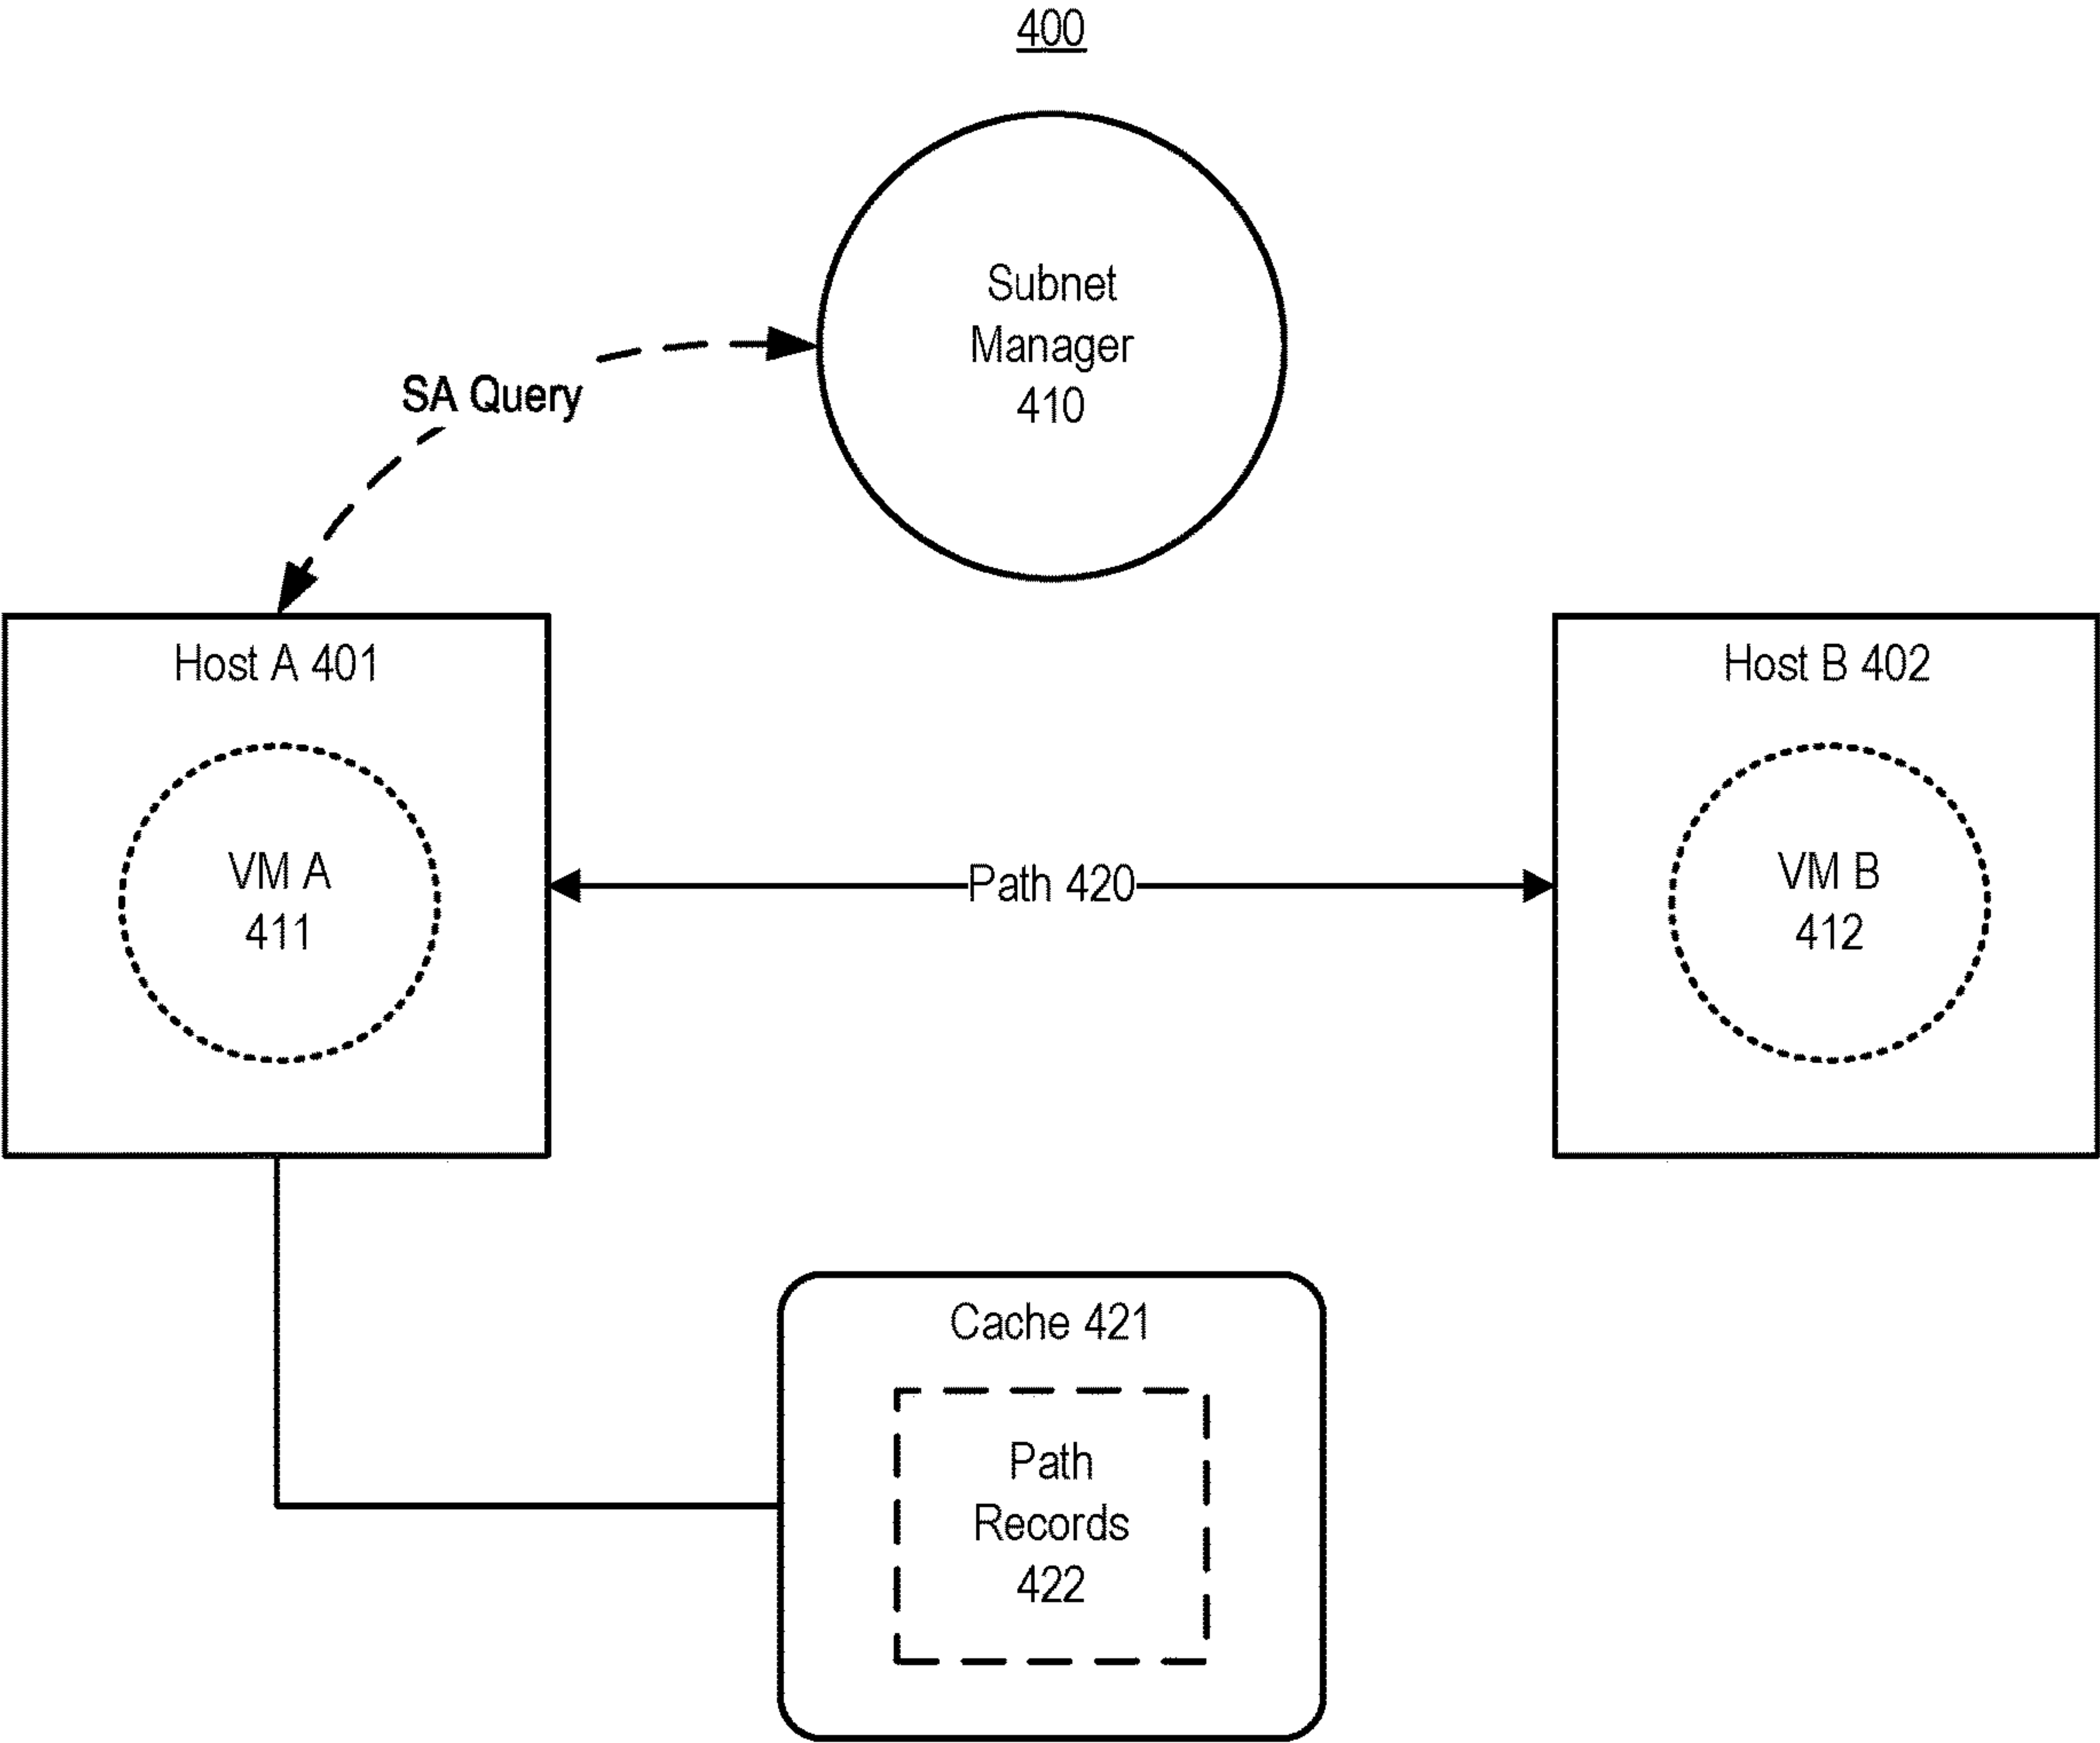 400
Subnet
Manager
410
SA Query
Host A 401
Host B 402
VM A
411
Path 420
VM B
412
Cache 421
Path
Records
422